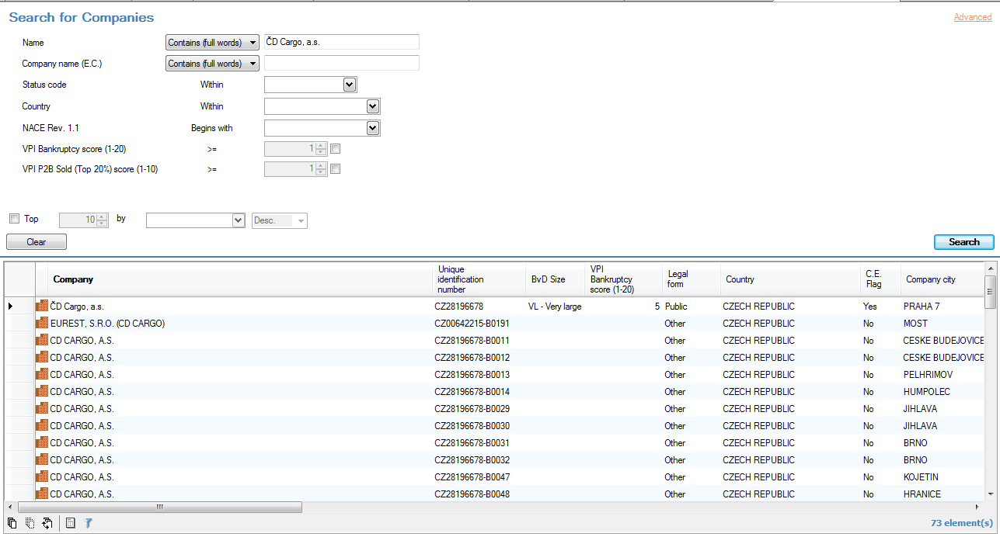 Search for Companies
Advanced
Name Contains (full words) ČD Cargo, a.s.
Company name (E.C.) Contains (full words)
Status code Within
Country Within
NACE Rev. 1.1 Begins with
VPI Bankruptcy score (1-20) >= 1
VPI P2B Sold (Top 20%) score (1-10) >= 1
Top 10 by Desc.
Clear Search
Company Unique identification number BvD Size VPI Bankruptcy score (1-20) Legal form Country C.E. Flag Company city
ČD Cargo, a.s. CZ28196678 VL - Very large 5 Public CZECH REPUBLIC Yes PRAHA 7
EUREST, S.R.O. (CD CARGO) CZ00642215-B0191 Other CZECH REPUBLIC No MOST
CD CARGO, A.S. CZ28196678-B0011 Other CZECH REPUBLIC No CESKE BUDEJOVICE
CD CARGO, A.S. CZ28196678-B0012 Other CZECH REPUBLIC No CESKE BUDEJOVICE
CD CARGO, A.S. CZ28196678-B0013 Other CZECH REPUBLIC No PELHRIMOV
CD CARGO, A.S. CZ28196678-B0014 Other CZECH REPUBLIC No HUMPOLEC
CD CARGO, A.S. CZ28196678-B0029 Other CZECH REPUBLIC No JIHLAVA
CD CARGO, A.S. CZ28196678-B0030 Other CZECH REPUBLIC No JIHLAVA
CD CARGO, A.S. CZ28196678-B0031 Other CZECH REPUBLIC No BRNO
CD CARGO, A.S. CZ28196678-B0032 Other CZECH REPUBLIC No BRNO
CD CARGO, A.S. CZ28196678-B0047 Other CZECH REPUBLIC No KOJETIN
CD CARGO, A.S. CZ28196678-B0048 Other CZECH REPUBLIC No HRANICE
73 element(s)